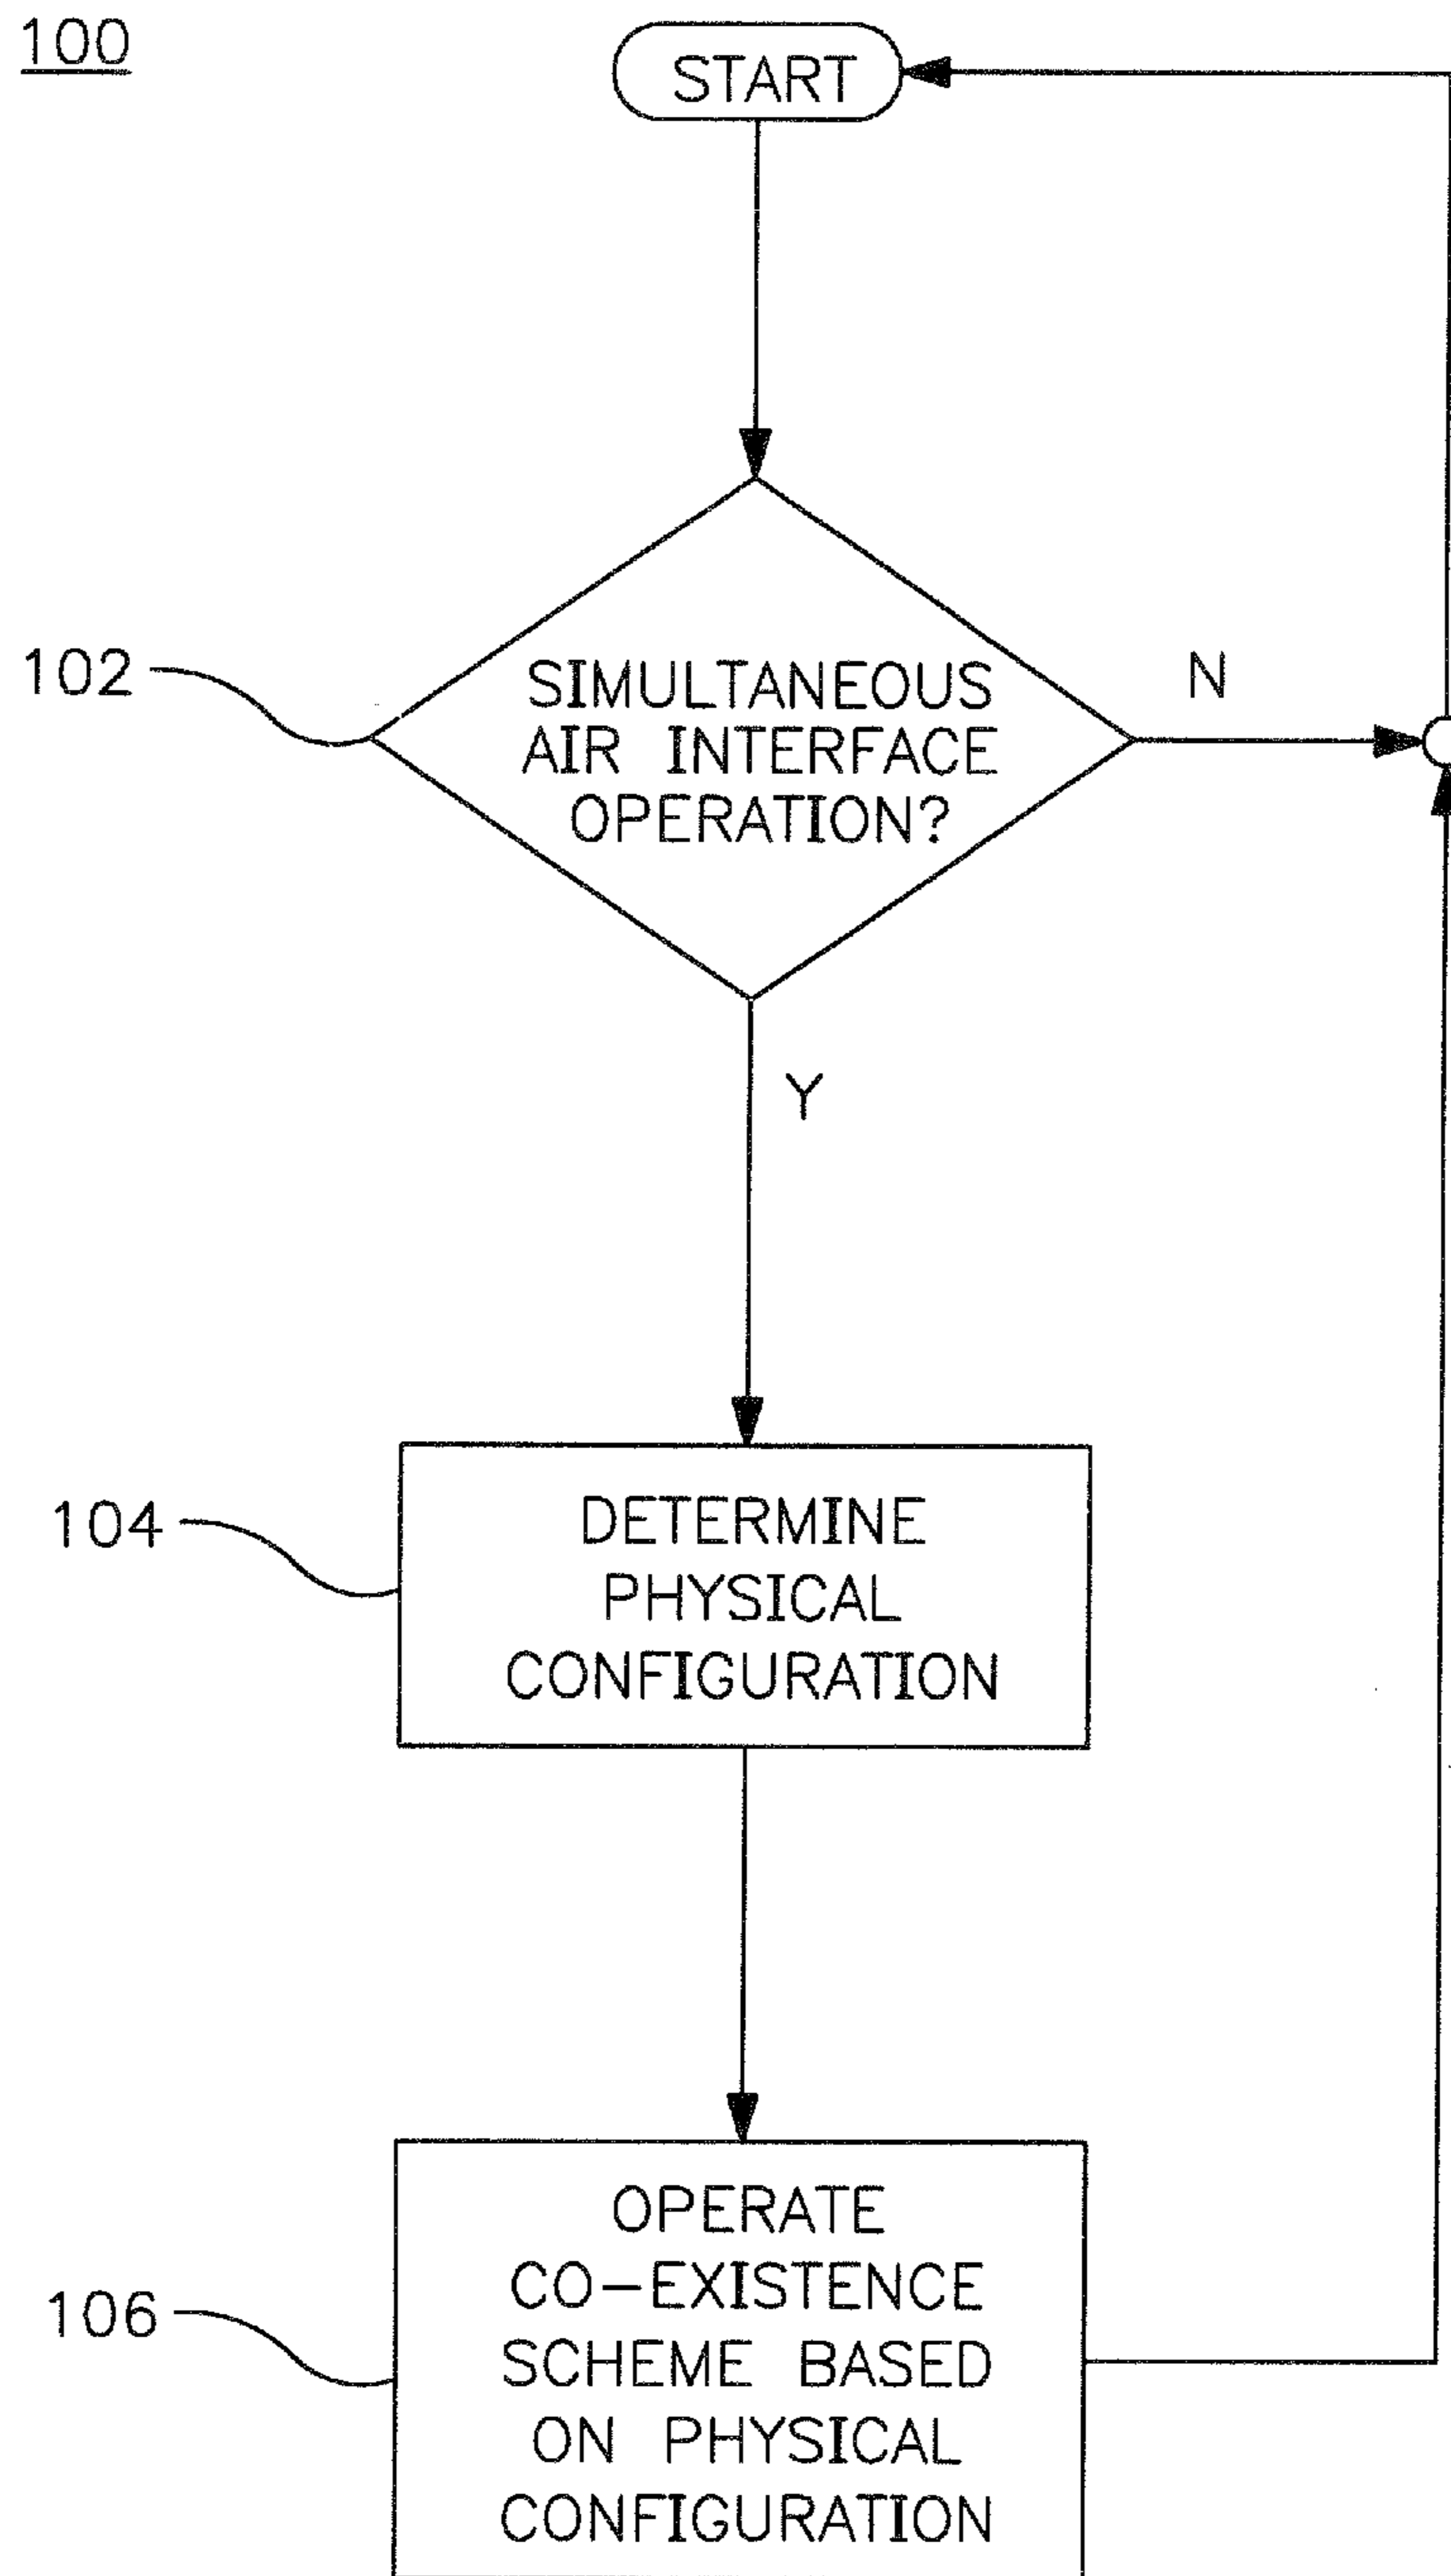 100
START
102
SIMULTANEOUS
AIR INTERFACE
OPERATION?
N
Y
104
DETERMINE
PHYSICAL
CONFIGURATION
106
OPERATE
CO-EXISTENCE
SCHEME BASED
ON PHYSICAL
CONFIGURATION